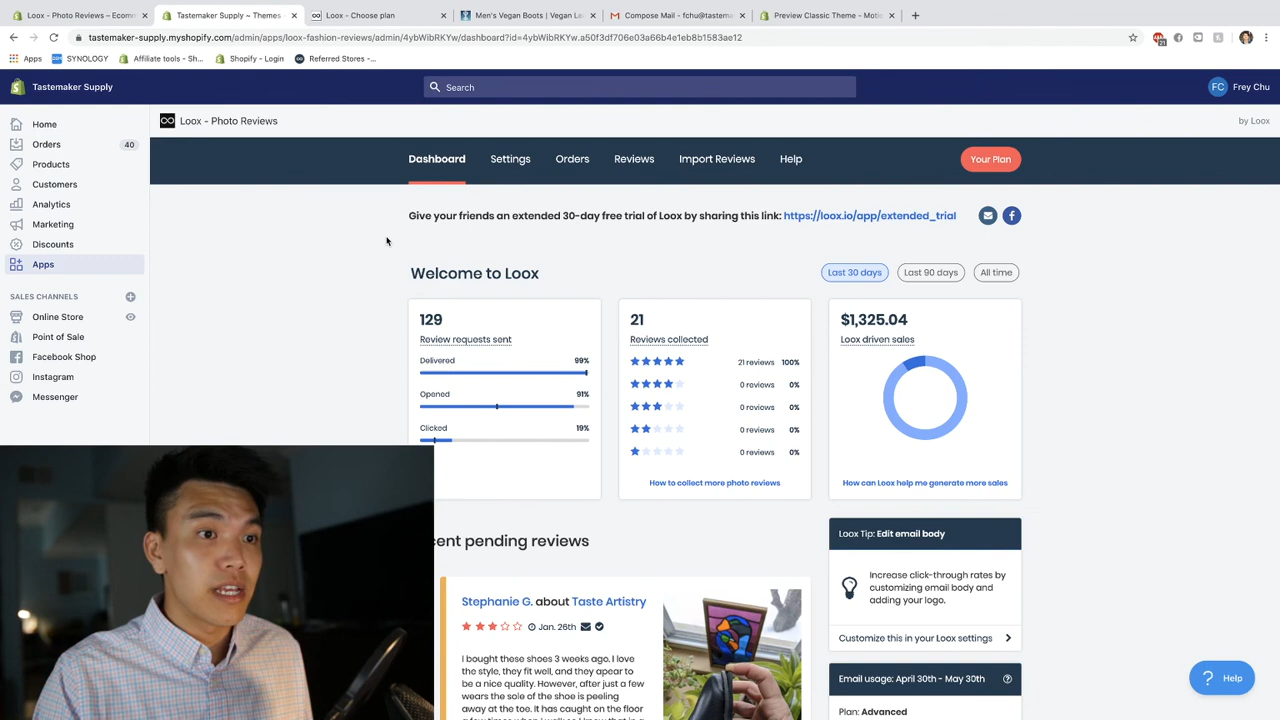 Loox - Photo Reviews – Ecomm
Tastemaker Supply ~ Themes
Loox - Choose plan
Men's Vegan Boots | Vegan Le
Compose Mail - fchu@tastem
Preview Classic Theme - Motio
tastemaker-supply.myshopify.com/admin/apps/loox-fashion-reviews/admin/4ybWibRKYw/dashboard?id=4ybWibRKYw.a50f3df706e03a66b4e1eb8b1583ae12
21
Apps
SYNOLOGY
Affiliate tools - Sh...
Shopify - Login
Referred Stores -...
Tastemaker Supply
Search
FC
Frey Chu
Home
Orders
40
Products
Customers
Analytics
Marketing
Discounts
Apps
SALES CHANNELS
Online Store
Point of Sale
Facebook Shop
Instagram
Messenger
Loox - Photo Reviews
by Loox
Dashboard
Settings
Orders
Reviews
Import Reviews
Help
Your Plan
Give your friends an extended 30-day free trial of Loox by sharing this link: https://loox.io/app/extended_trial
Welcome to Loox
Last 30 days
Last 90 days
All time
129
Review requests sent
Delivered 99%
Opened 91%
Clicked 19%
21
Reviews collected
21 reviews 100%
0 reviews 0%
0 reviews 0%
0 reviews 0%
0 reviews 0%
How to collect more photo reviews
$1,325.04
Loox driven sales
How can Loox help me generate more sales
cent pending reviews
Stephanie G. about Taste Artistry
Jan. 26th
I bought these shoes 3 weeks ago. I love
the style, they fit well, and they apear to
be a nice quality. However, after just a few
wears the sole of the shoe is peeling
away at the toe. It has caught on the floor
Loox Tip: Edit email body
Increase click-through rates by
customizing email body and
adding your logo.
Customize this in your Loox settings
Email usage: April 30th - May 30th
Plan: Advanced
Help